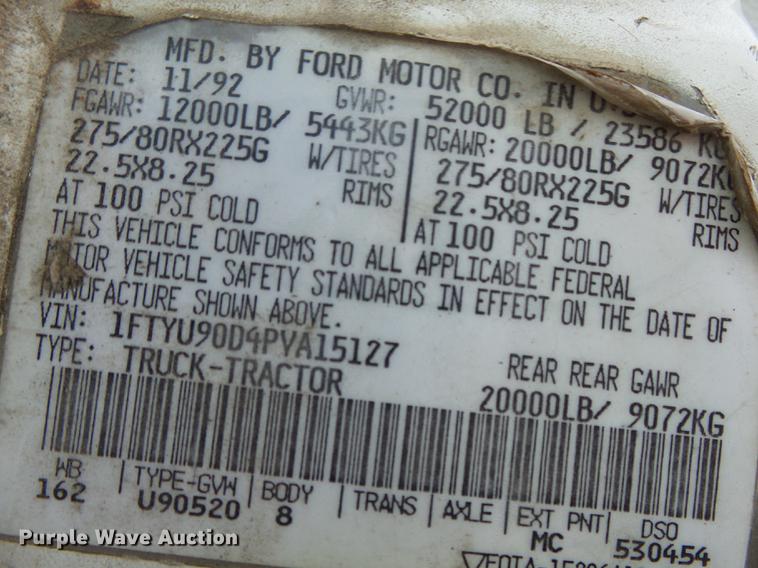 MFD. BY FORD MOTOR CO. IN U.S.
DATE: 11/92 GVWR: 52000 LB / 23586 KG
FGAWR: 12000LB/ 5443KG RGAWR: 20000LB/ 9072KG
275/80RX225G W/TIRES 275/80RX225G W/TIRES
22.5X8.25 RIMS 22.5X8.25 RIMS
AT 100 PSI COLD AT 100 PSI COLD
THIS VEHICLE CONFORMS TO ALL APPLICABLE FEDERAL
MOTOR VEHICLE SAFETY STANDARDS IN EFFECT ON THE DATE OF
MANUFACTURE SHOWN ABOVE.
VIN: 1FTYU90D4PVA15127 REAR REAR GAWR
TYPE: TRUCK-TRACTOR 20000LB/ 9072KG
WB TYPE-GVW BODY TRANS AXLE EXT PNT DSO
162 U90520 8 MC 530454
Purple Wave Auction